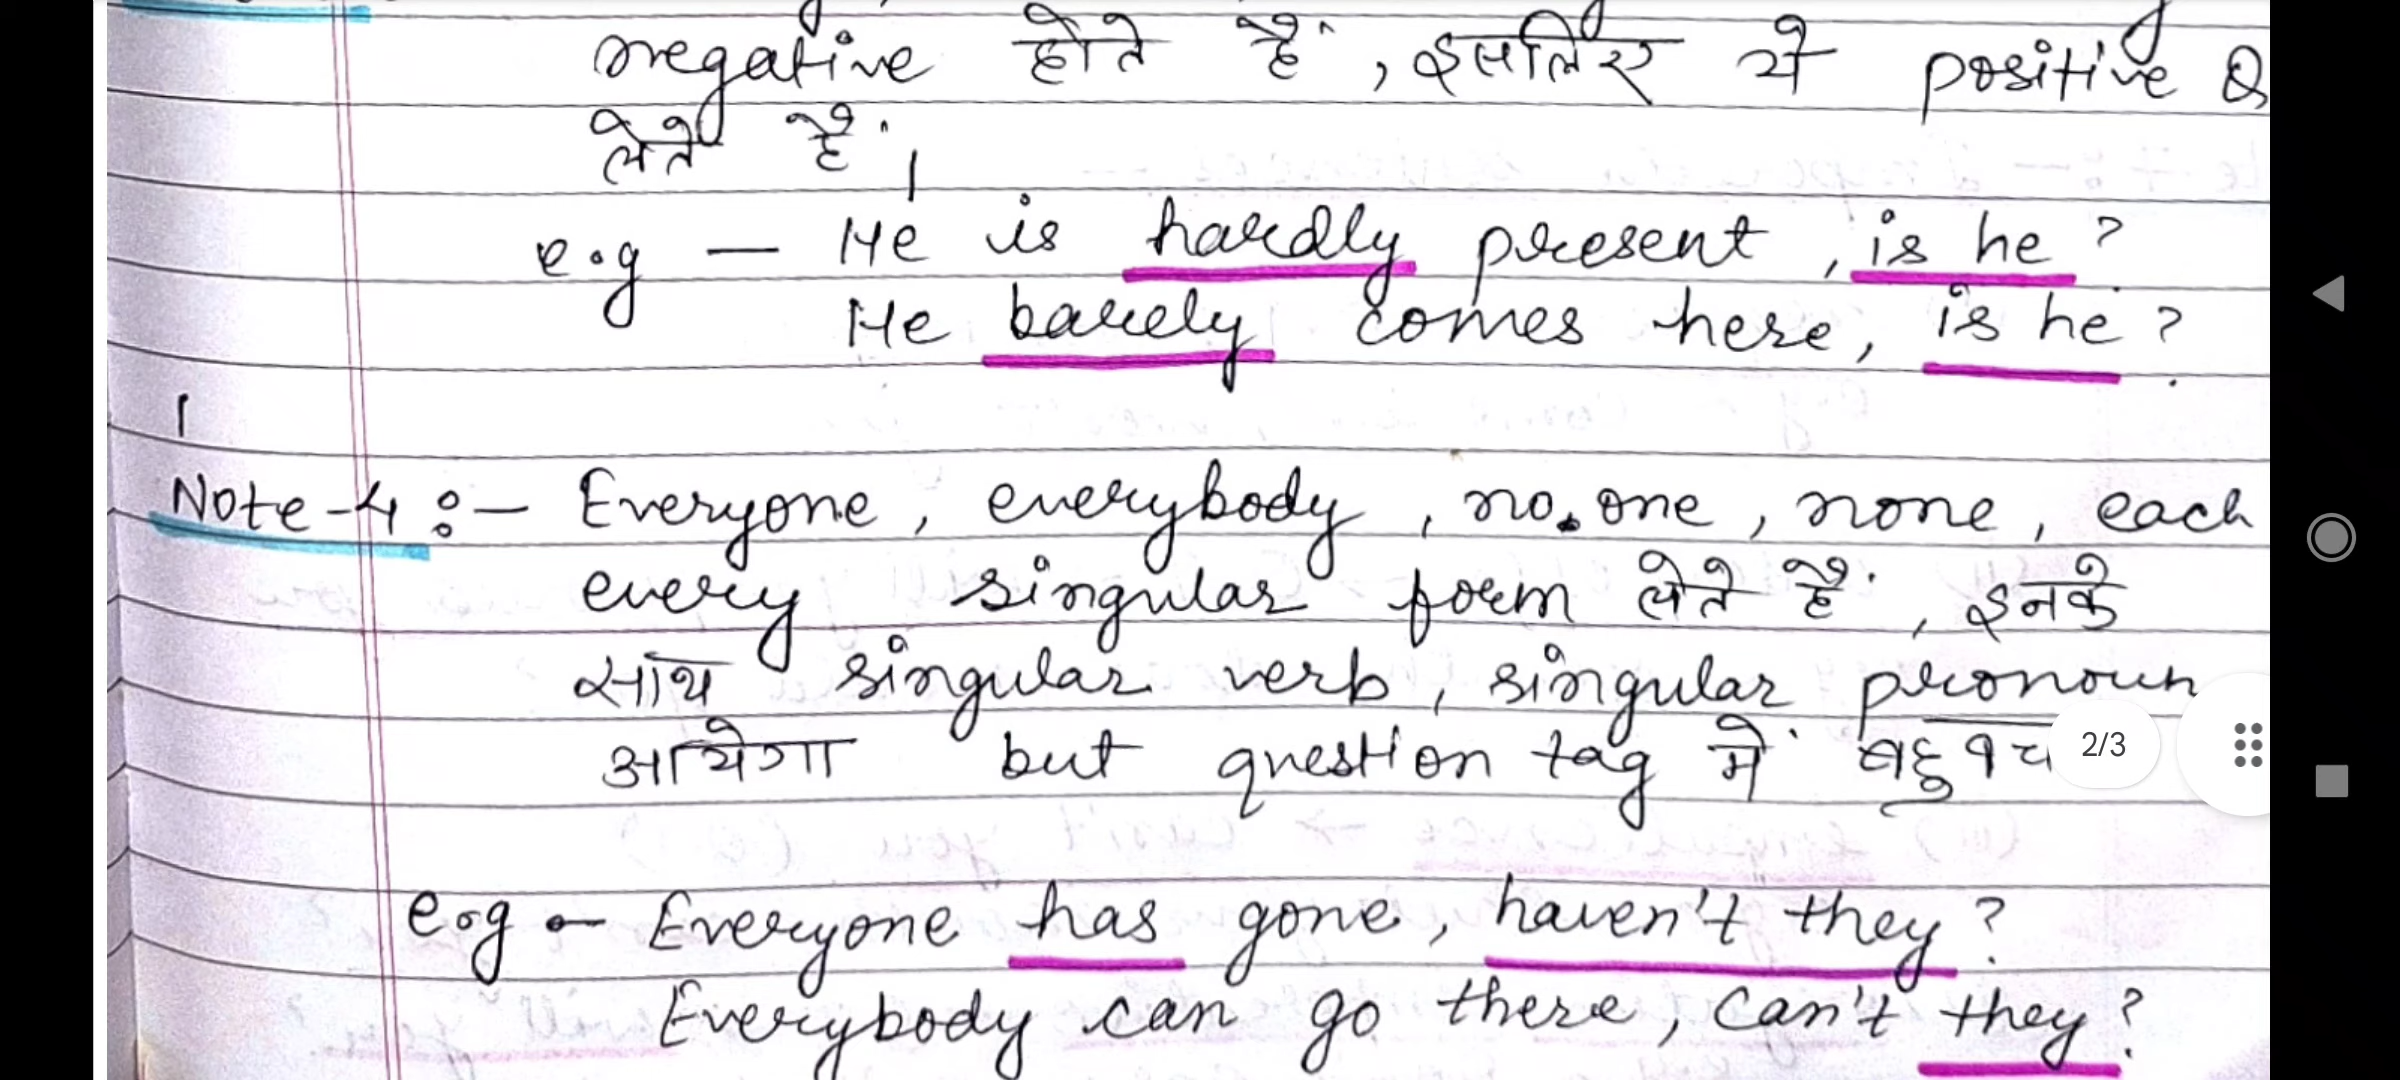 negative होते हैं, इसलिए ये positive Q
लेते हैं।
e.g — He is hardly present, is he?
He barely comes here, is he?
Note-4 :- Everyone, everybody, no.one, none, each
every singular form लेते हैं, इनके
साथ singular verb, singular pronoun
आयेगा but question tag में बहुवच
2/3
e.g - Everyone has gone, haven't they?
Everybody can go there, can't they?